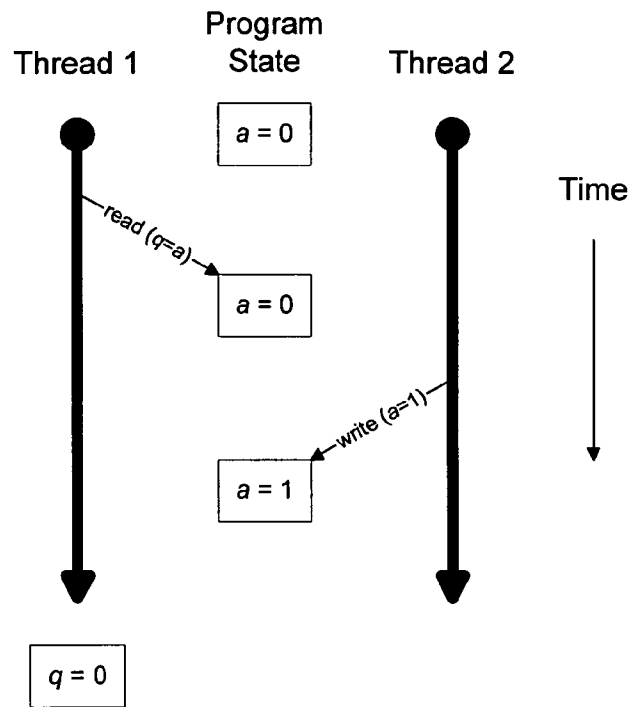 Program
State
Thread 1
Thread 2
a = 0
Time
read (q=a)
a = 0
write (a=1)
a = 1
q = 0